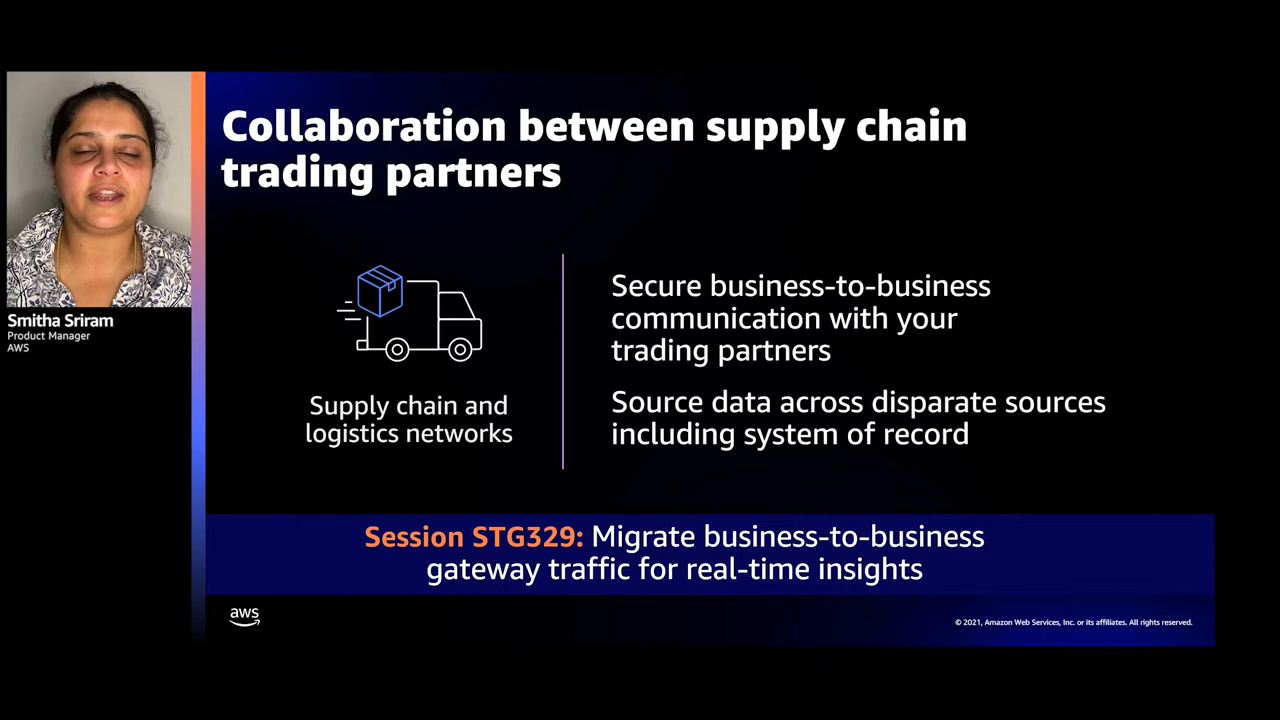 Collaboration between supply chain
trading partners
Smitha Sriram
Product Manager
AWS
Supply chain and
logistics networks
Secure business-to-business
communication with your
trading partners
Source data across disparate sources
including system of record
Session STG329: Migrate business-to-business
gateway traffic for real-time insights
aws
© 2021, Amazon Web Services, Inc. or its affiliates. All rights reserved.